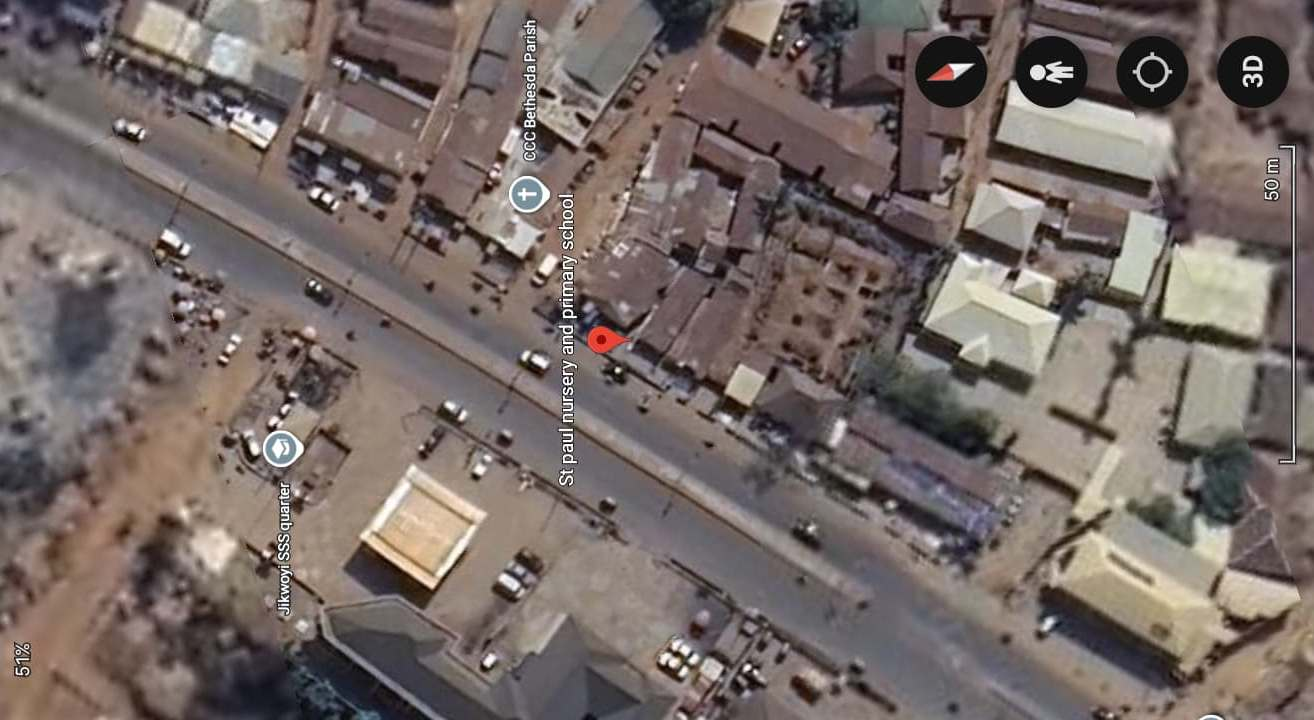 CCC Bethesda Parish
St paul nursery and primary school
Jikwoyi SSS quarter
3D
50 m
51%